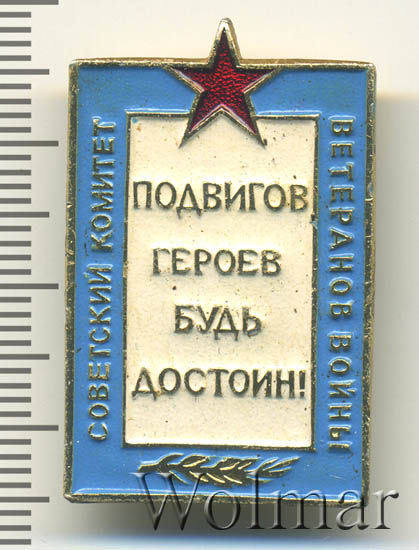 СОВЕТСКИЙ КОМИТЕТ
ВЕТЕРАНОВ ВОЙНЫ
ПОДВИГОВ
ГЕРОЕВ
БУДЬ
ДОСТОИН!
Wolmar